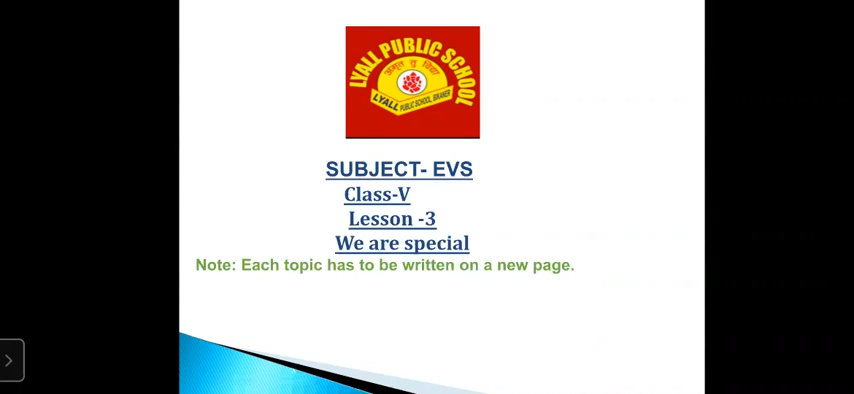 LYALL PUBLIC SCHOOL
LYALL PUBLIC SCHOOL, BIKANER
SUBJECT- EVS
Class-V
Lesson -3
We are special
Note: Each topic has to be written on a new page.